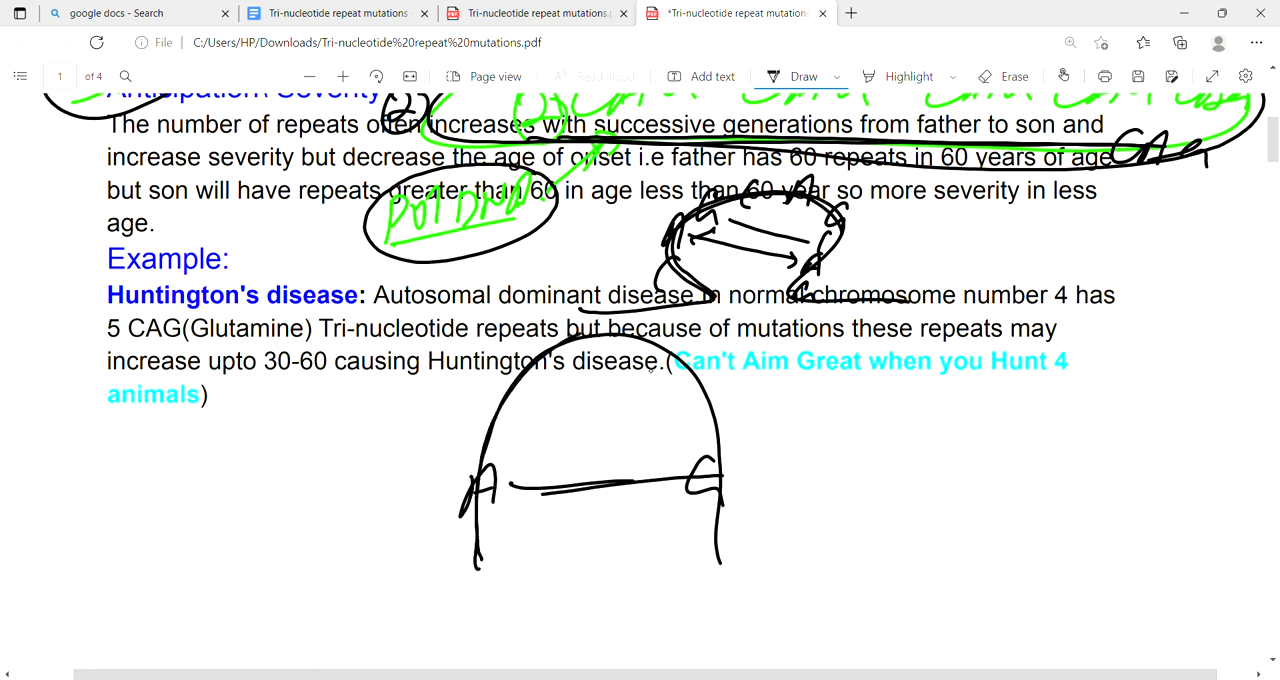 google docs - Search
Tri-nucleotide repeat mutations
Tri-nucleotide repeat mutations.
*Tri-nucleotide repeat mutations
File C:/Users/HP/Downloads/Tri-nucleotide%20repeat%20mutations.pdf
1 of 4 Page view Read aloud Add text Draw Highlight Erase
Anticipation\Severity
(2)
The number of repeats often increases with successive generations from father to son and
increase severity but decrease the age of onset i.e father has 60 repeats in 60 years of age
but son will have repeats greater than 60 in age less than 60 year so more severity in less
age.
Example:
Huntington's disease: Autosomal dominant disease in normal chromosome number 4 has
5 CAG(Glutamine) Tri-nucleotide repeats but because of mutations these repeats may
increase upto 30-60 causing Huntington's disease.(Can't Aim Great when you Hunt 4
animals)
A G